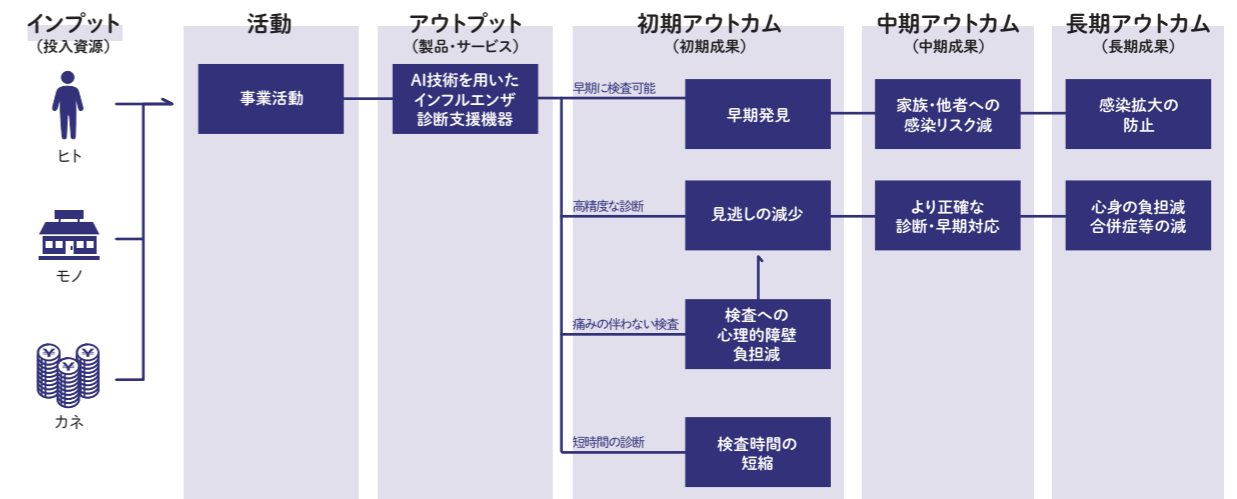 インプット
（投入資源）
活動
アウトプット
（製品・サービス）
初期アウトカム
（初期成果）
中期アウトカム
（中期成果）
長期アウトカム
（長期成果）
ヒト
モノ
¥ ¥
¥
カネ
事業活動
AI技術を用いた
インフルエンザ
診断支援機器
早期に検査可能
早期発見
家族・他者への
感染リスク減
感染拡大の
防止
高精度な診断
見逃しの減少
より正確な
診断・早期対応
心身の負担減
合併症等の減
痛みの伴わない検査
検査への
心理的障壁
負担減
短時間の診断
検査時間の
短縮